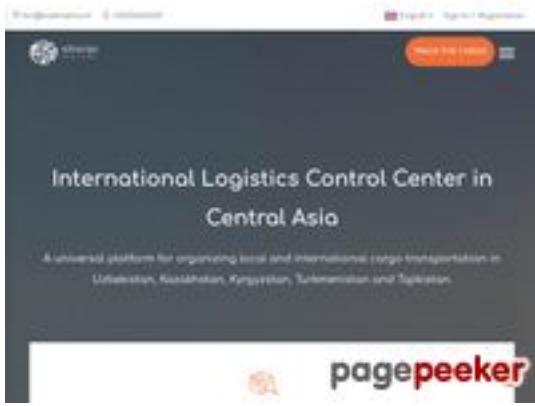 International Logistics Control Center in
Central Asia
A universal platform for organizing local and international cargo transportation in
Uzbekistan, Kazakhstan, Kyrgyzstan, Turkmenistan and Tajikistan.
pagepeeker